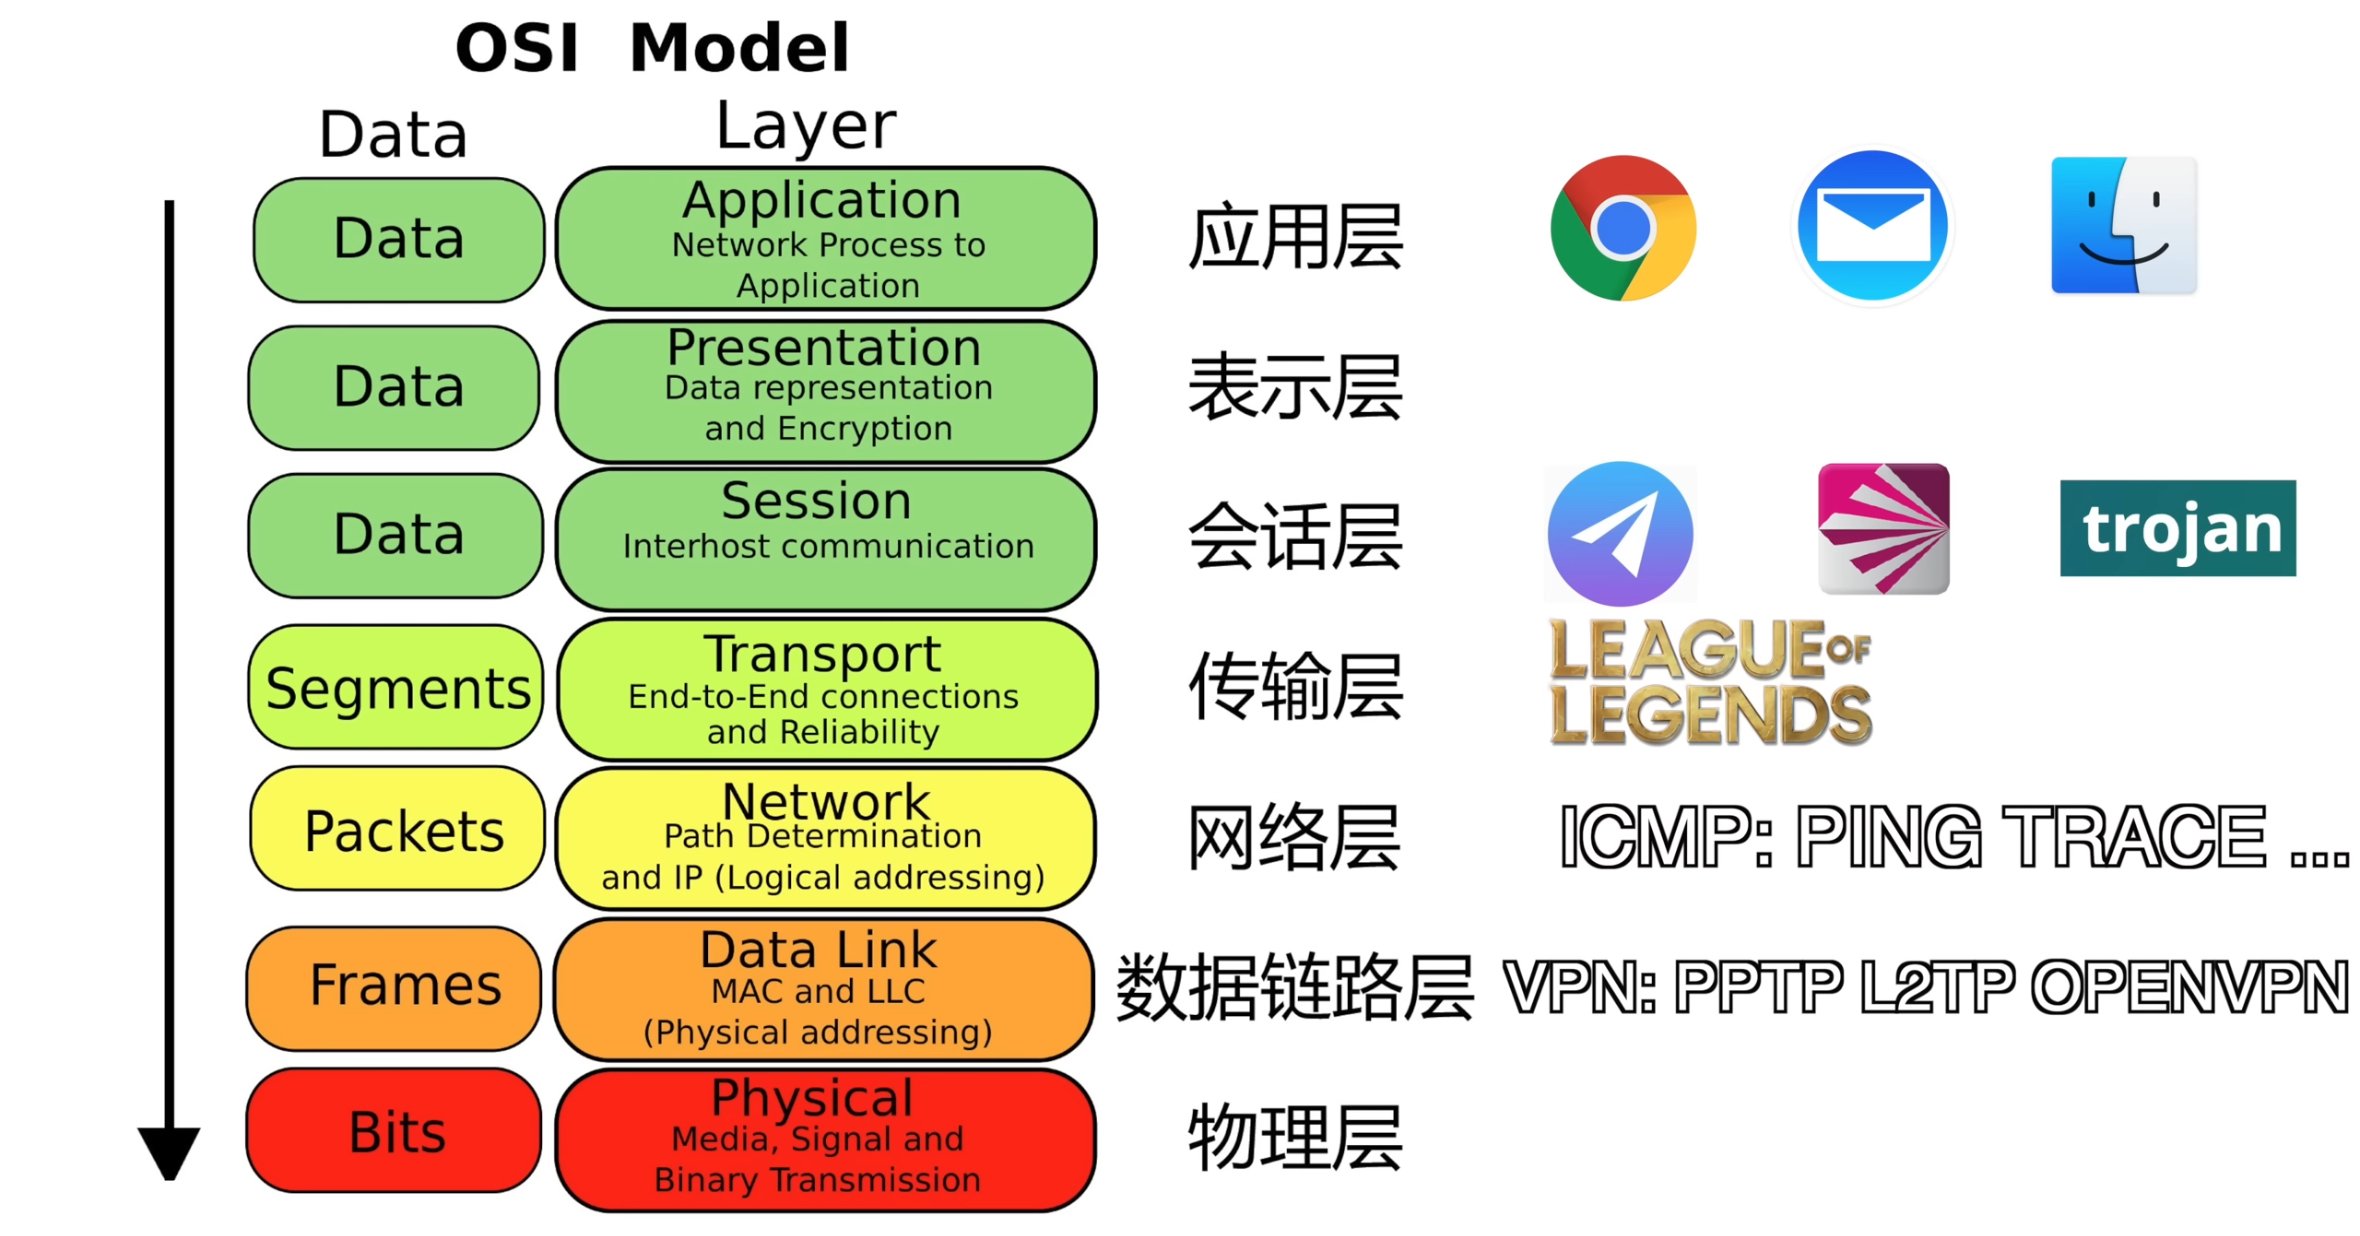 OSI Model
Data
Layer
Data
Application
Network Process to
Application
应用层
Data
Presentation
Data representation
and Encryption
表示层
Data
Session
Interhost communication
会话层
trojan
Segments
Transport
End-to-End connections
and Reliability
传输层
LEAGUE OF
LEGENDS
Packets
Network
Path Determination
and IP (Logical addressing)
网络层
ICMP: PING TRACE ...
Frames
Data Link
MAC and LLC
(Physical addressing)
数据链路层
VPN: PPTP L2TP OPENVPN
Bits
Physical
Media, Signal and
Binary Transmission
物理层